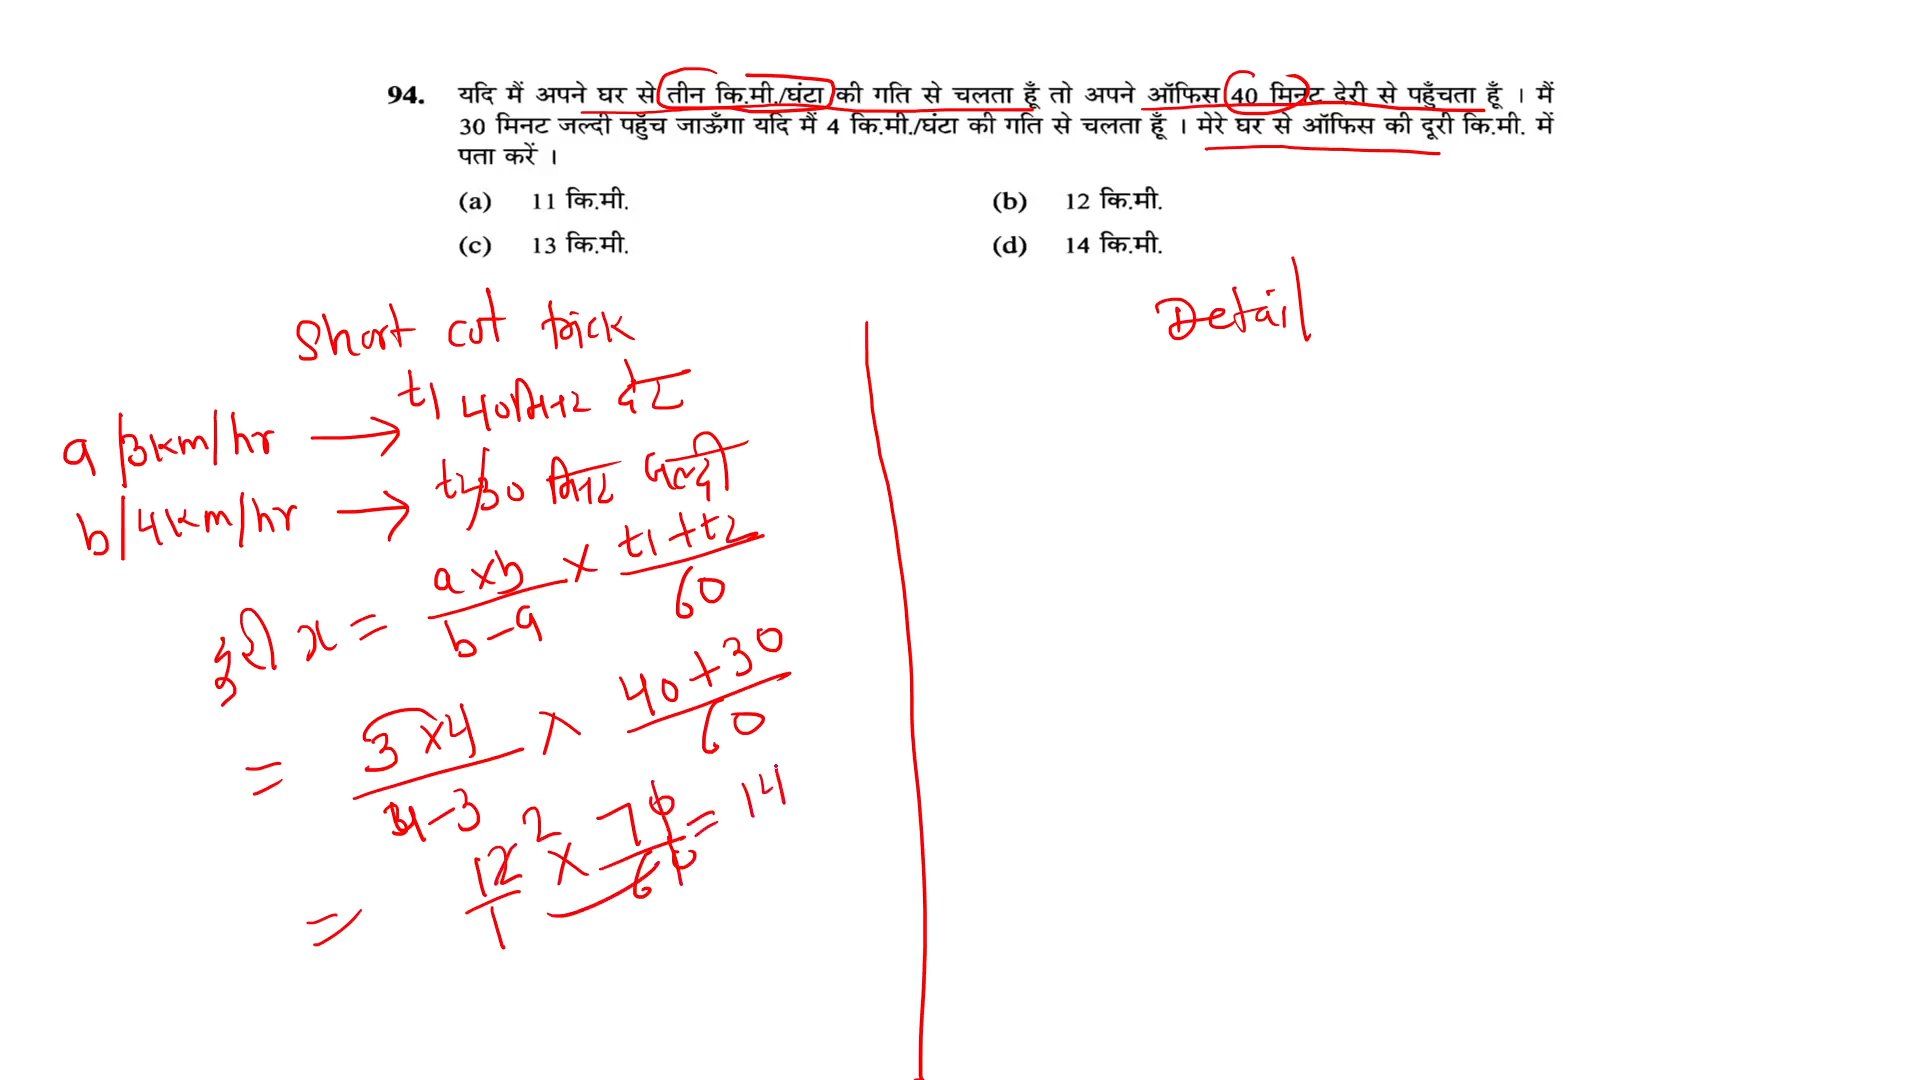 94. यदि मैं अपने घर से तीन कि.मी./घंटा की गति से चलता हूँ तो अपने ऑफिस 40 मिनट देरी से पहुँचता हूँ । मैं
30 मिनट जल्दी पहुँच जाऊँगा यदि मैं 4 कि.मी./घंटा की गति से चलता हूँ । मेरे घर से ऑफिस की दूरी कि.मी. में
पता करें ।
(a) 11 कि.मी. (b) 12 कि.मी.
(c) 13 कि.मी. (d) 14 कि.मी.
Short cut trick
Detail
t1 40मिनट देर
a/3km/hr →
t2/30 मिनट जल्दी
b/4km/hr →
दूरी x = a×b/b-a × t1+t2/60
= 3×4/4-3 × 40+30/60
= 12/1 2 × 70/60 = 14